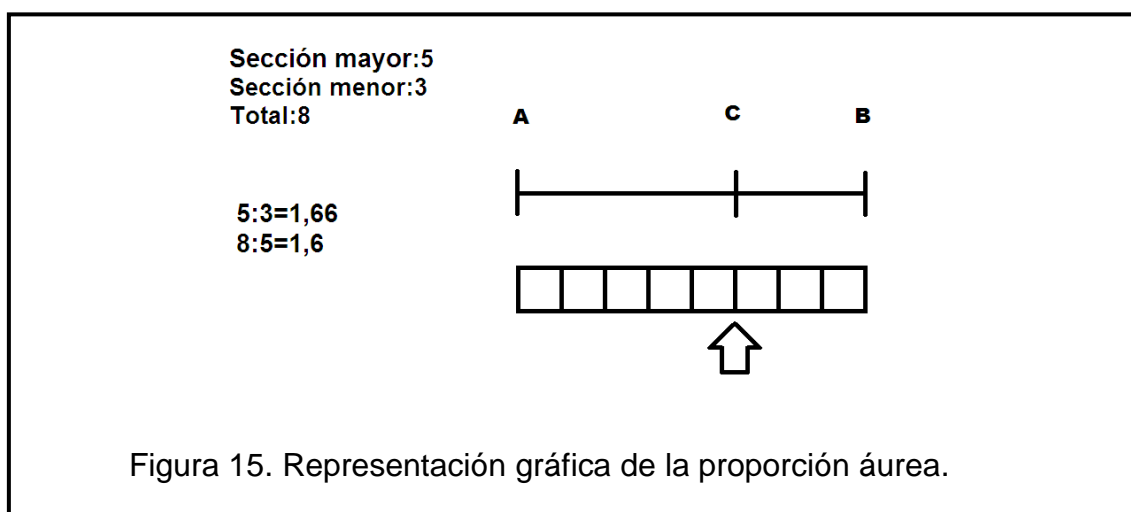 Sección mayor:5
Sección menor:3
Total:8
A C B
5:3=1,66
8:5=1,6
Figura 15. Representación gráfica de la proporción áurea.